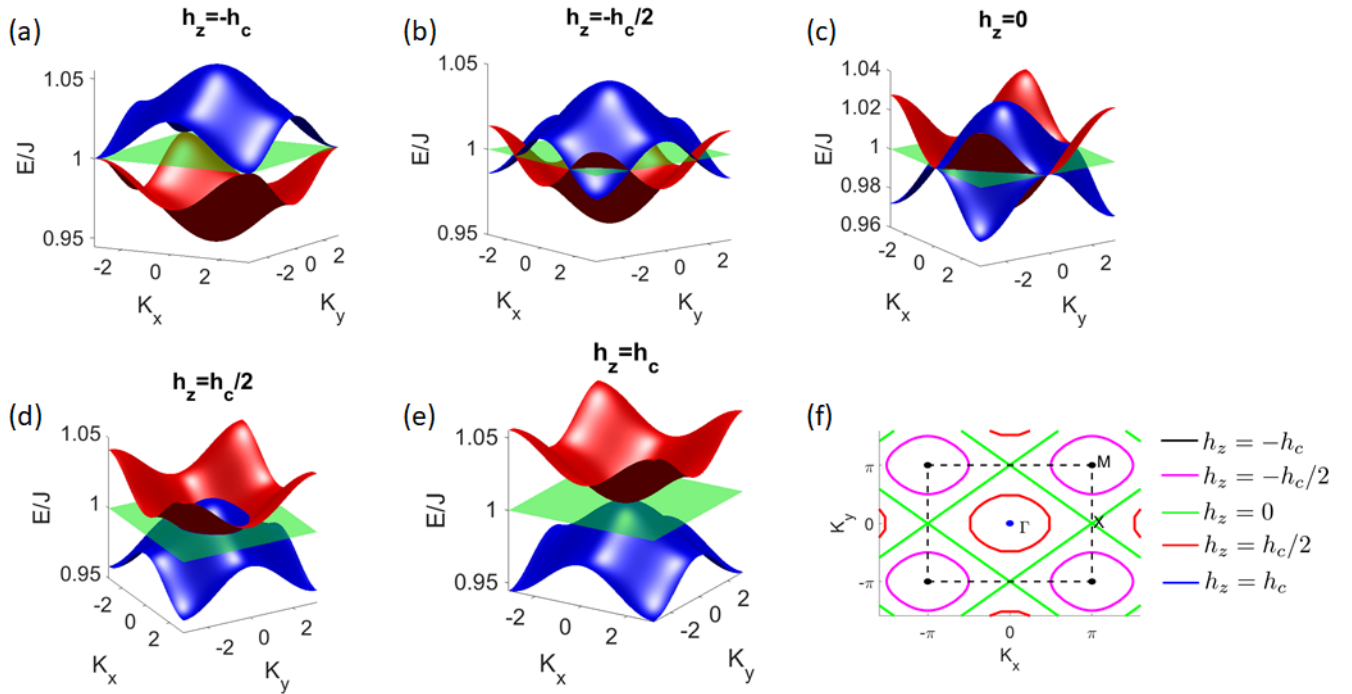 (a)
h_z=-h_c
1.05
1
0.95
E/J
-2
0
2
K_x
-2
0
2
K_y
(b)
h_z=-h_c/2
1.05
1
0.95
E/J
-2
0
2
K_x
-2
0
2
K_y
(c)
h_z=0
1.04
1.02
1
0.98
0.96
E/J
-2
0
2
K_x
-2
0
2
K_y
(d)
h_z=h_c/2
1.05
1
0.95
E/J
-2
0
2
K_x
-2
0
2
K_y
(e)
h_z=h_c
1.05
1
0.95
E/J
-2
0
2
K_x
-2
0
2
K_y
(f)
π
0
-π
K_y
-π
0
π
K_x
M
X
Γ
h_z = -h_c
h_z = -h_c/2
h_z = 0
h_z = h_c/2
h_z = h_c